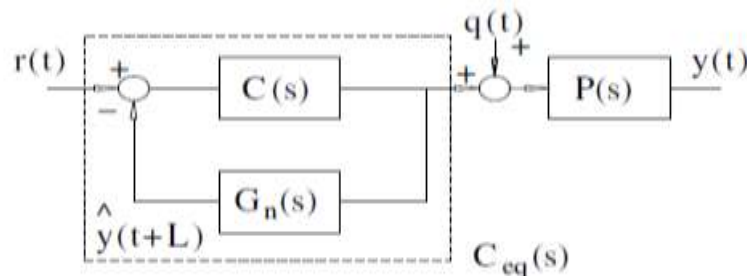 q(t)
r(t)
+
−
C(s)
+
+
P(s)
y(t)
G_n(s)
ŷ(t+L)
C_eq(s)